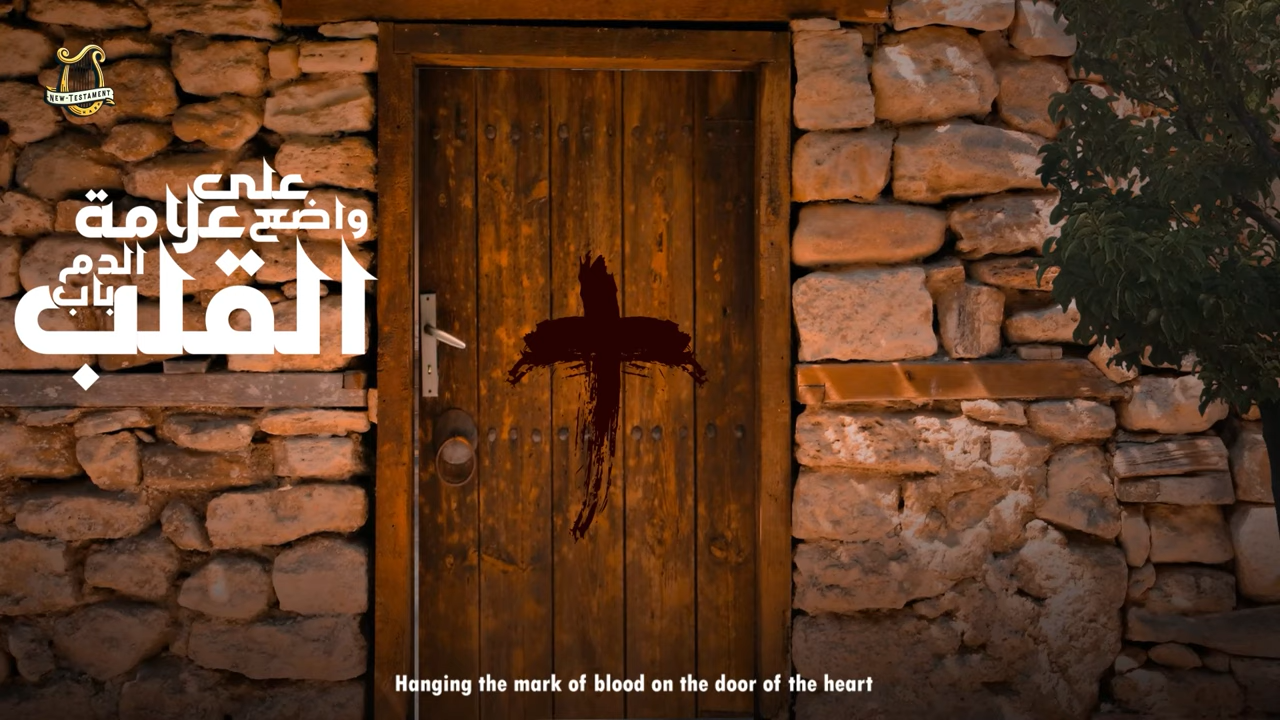 NEW-TESTAMENT
على
واضع علامة
الدم
باب
القلب
Hanging the mark of blood on the door of the heart